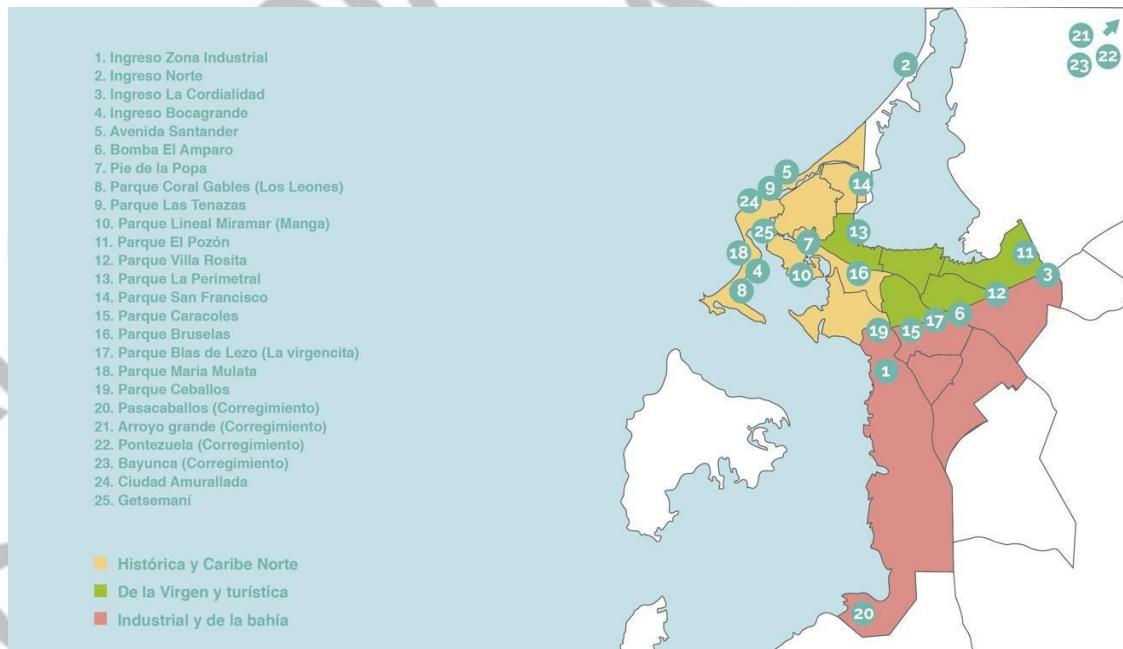 1. Ingreso Zona Industrial
2. Ingreso Norte
3. Ingreso La Cordialidad
4. Ingreso Bocagrande
5. Avenida Santander
6. Bomba El Amparo
7. Pie de la Popa
8. Parque Coral Gables (Los Leones)
9. Parque Las Tenazas
10. Parque Lineal Miramar (Manga)
11. Parque El Pozón
12. Parque Villa Rosita
13. Parque La Perimetral
14. Parque San Francisco
15. Parque Caracoles
16. Parque Bruselas
17. Parque Blas de Lezo (La virgencita)
18. Parque Maria Mulata
19. Parque Ceballos
20. Pasacaballos (Corregimiento)
21. Arroyo grande (Corregimiento)
22. Pontezuela (Corregimiento)
23. Bayunca (Corregimiento)
24. Ciudad Amurallada
25. Getsemaní
Histórica y Caribe Norte
De la Virgen y turística
Industrial y de la bahía
21
22
23
2
5
9
14
24
25
13
7
18
11
4
10
16
3
8
12
6
17
19
15
1
20